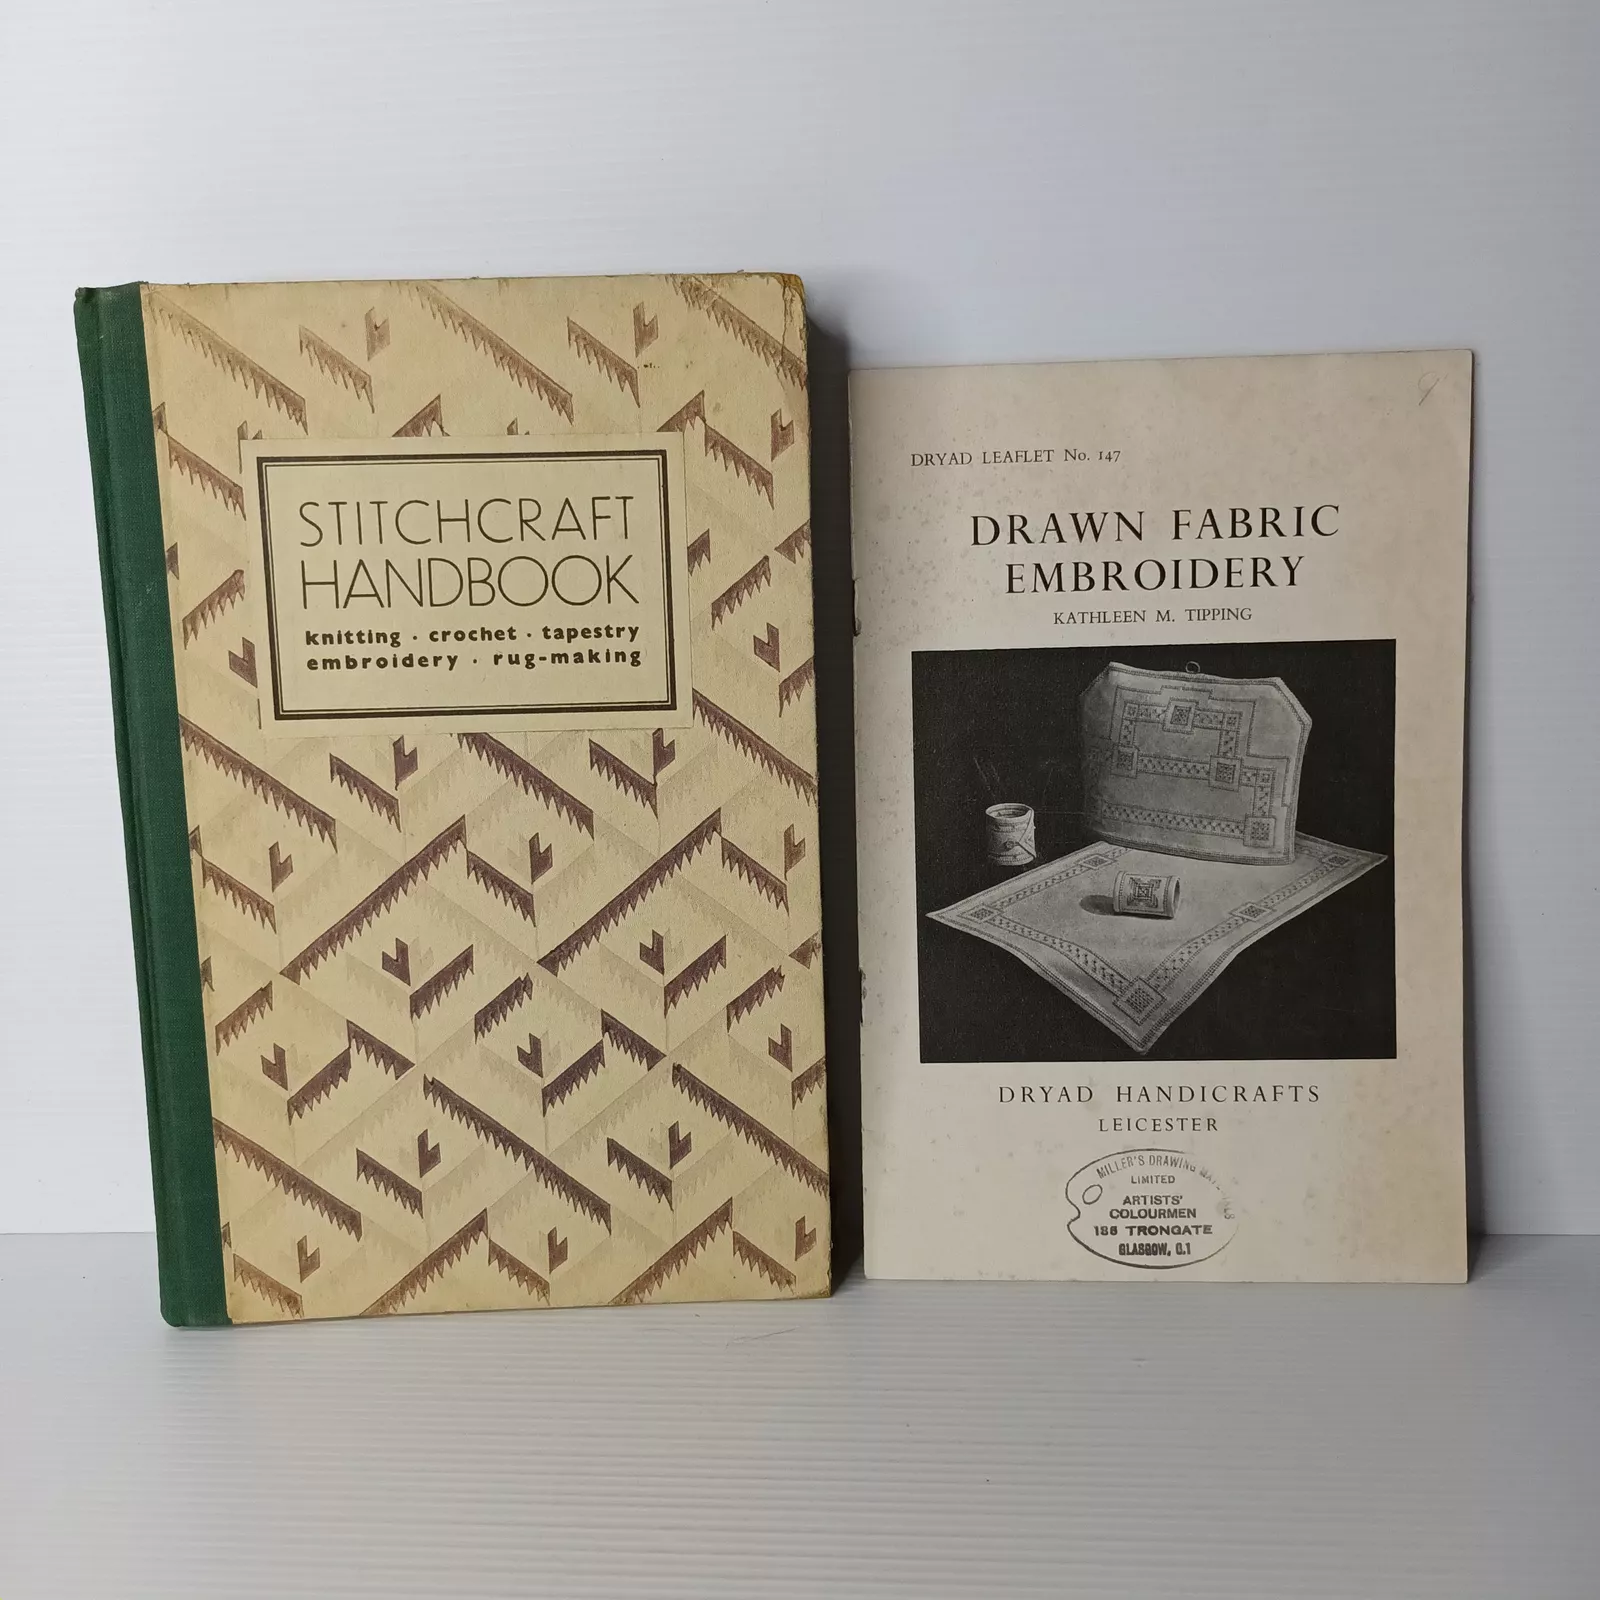 STITCHCRAFT
HANDBOOK
knitting · crochet · tapestry
embroidery · rug-making
DRYAD LEAFLET No. 147
DRAWN FABRIC
EMBROIDERY
KATHLEEN M. TIPPING
DRYAD HANDICRAFTS
LEICESTER
MILLER'S DRAWING
LIMITED
ARTISTS'
COLOURMEN
TRONGATE
GLASGOW, C.1